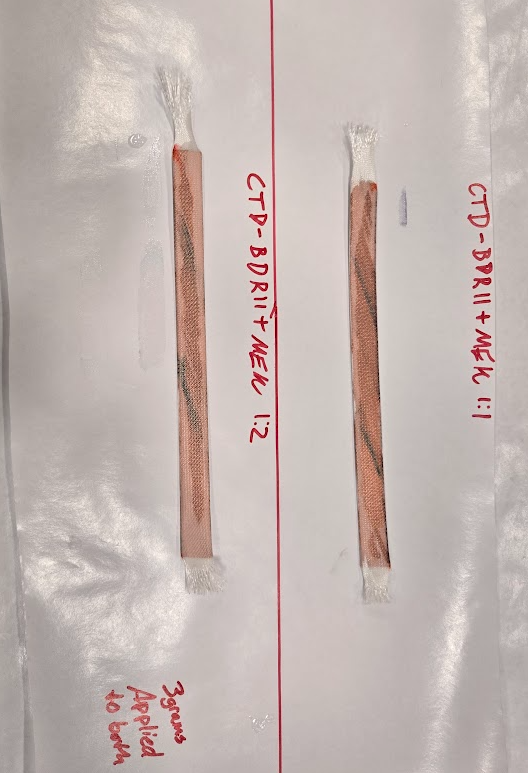 CTD-BDR11+MEK 1:1
CTD-BDR11+MEK 1:2
3grams
Applied
to both